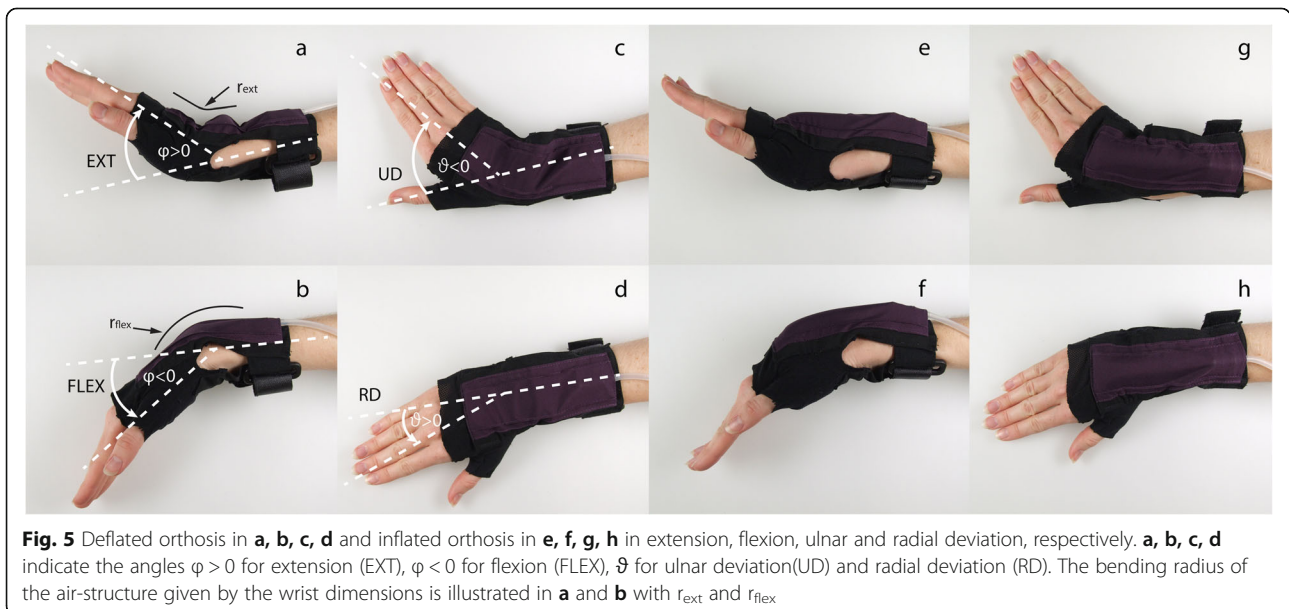 a
c
e
g
r_ext
EXT
φ>0
UD
ϑ<0
b
d
f
h
r_flex
FLEX
φ<0
RD
ϑ>0
Fig. 5 Deflated orthosis in a, b, c, d and inflated orthosis in e, f, g, h in extension, flexion, ulnar and radial deviation, respectively. a, b, c, d
indicate the angles φ > 0 for extension (EXT), φ < 0 for flexion (FLEX), ϑ for ulnar deviation(UD) and radial deviation (RD). The bending radius of
the air-structure given by the wrist dimensions is illustrated in a and b with r_ext and r_flex